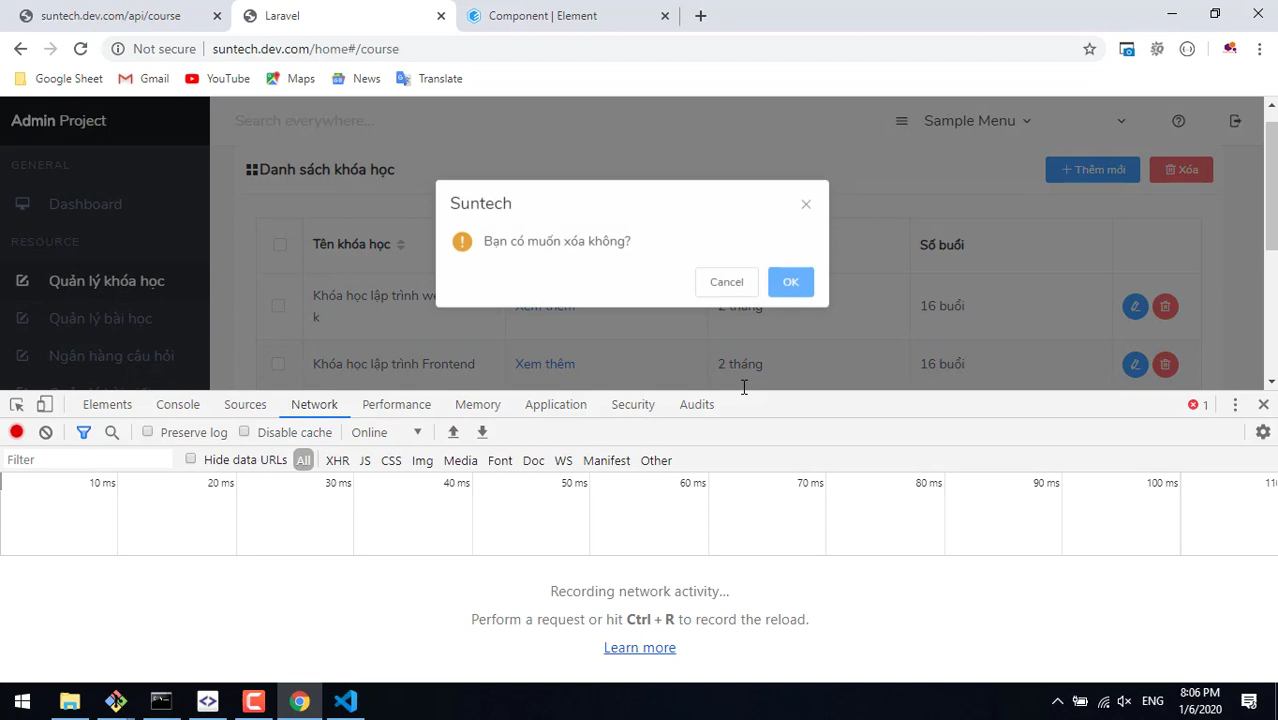 suntech.dev.com/api/course
Laravel
Component | Element
Not secure
suntech.dev.com/home#/course
Google Sheet
Gmail
YouTube
Maps
News
Translate
Admin Project
Search everywhere...
Sample Menu
GENERAL
Dashboard
RESOURCE
Quản lý khóa học
Quản lý bài học
Ngân hàng câu hỏi
Danh sách khóa học
Thêm mới
Xóa
Suntech
Bạn có muốn xóa không?
Cancel
OK
Tên khóa học
Số buổi
Khóa học lập trình we
k
Xem thêm
2 tháng
16 buổi
Khóa học lập trình Frontend
Xem thêm
2 tháng
16 buổi
Elements
Console
Sources
Network
Performance
Memory
Application
Security
Audits
1
Preserve log
Disable cache
Online
Filter
Hide data URLs
All
XHR
JS
CSS
Img
Media
Font
Doc
WS
Manifest
Other
10 ms
20 ms
30 ms
40 ms
50 ms
60 ms
70 ms
80 ms
90 ms
100 ms
Recording network activity...
Perform a request or hit Ctrl + R to record the reload.
Learn more
ENG
8:06 PM
1/6/2020